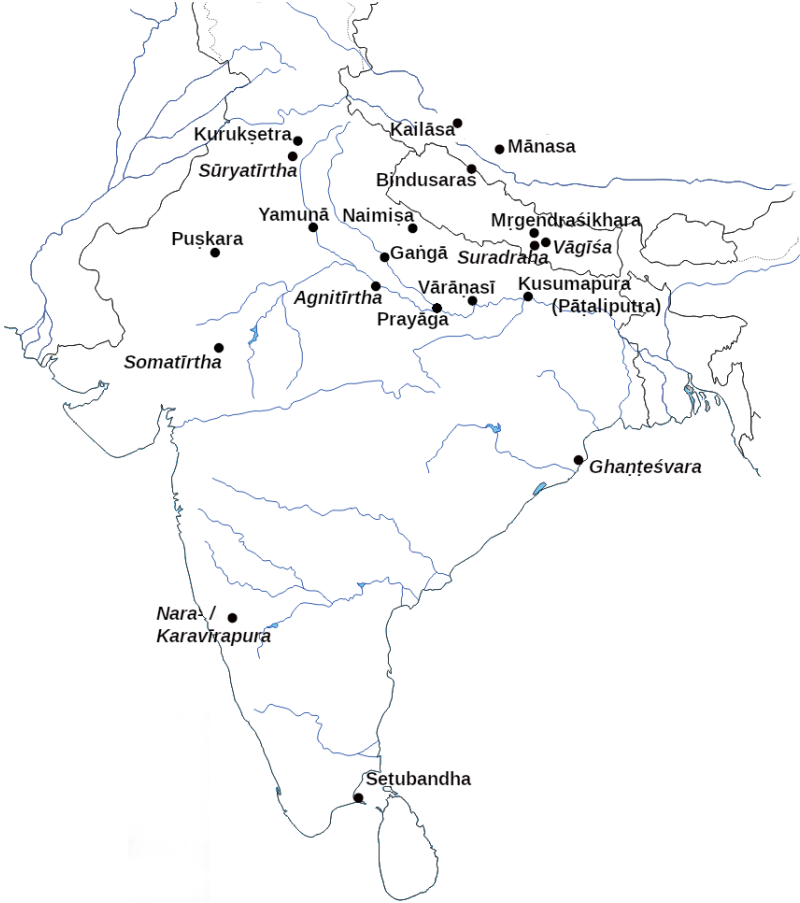 Kailāsa
Kurukṣetra
Mānasa
Sūryatīrtha
Bindusaras
Yamunā
Naimiṣa
Mṛgendraśikhara
Puṣkara
Vāgīśa
Gaṅgā
Suradraha
Vārāṇasī
Kusumapura
(Pāṭaliputra)
Agnitīrtha
Prayāga
Somatīrtha
Ghaṇṭeśvara
Nara- /
Karavīrapura
Setubandha